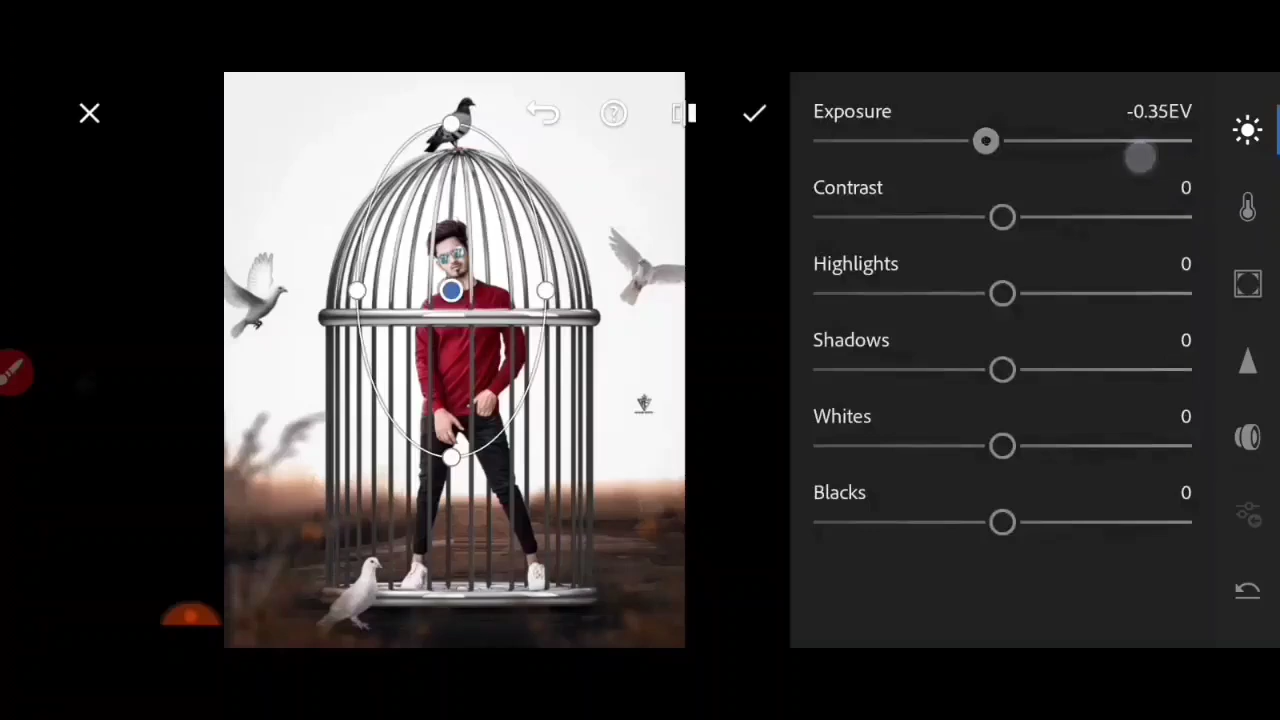 Exposure -0.35EV
Contrast 0
Highlights 0
Shadows 0
Whites 0
Blacks 0